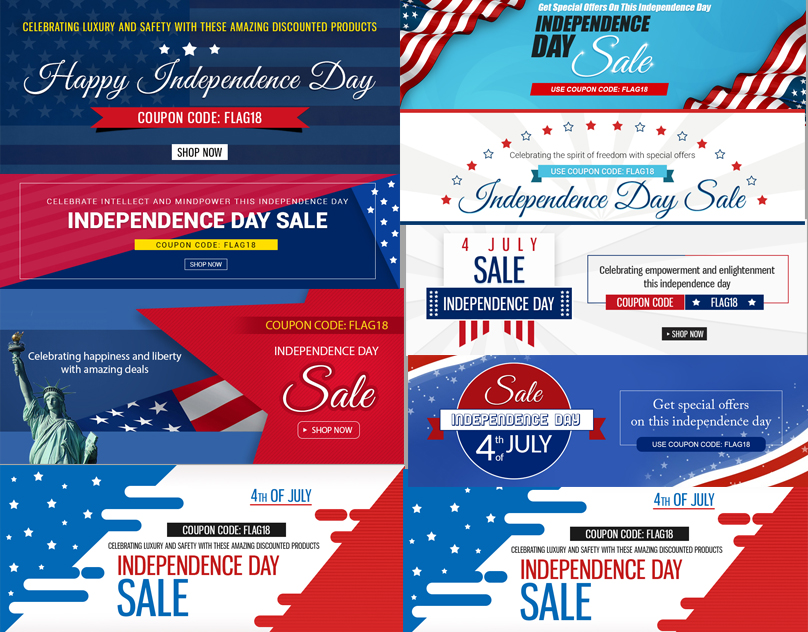 CELEBRATING LUXURY AND SAFETY WITH THESE AMAZING DISCOUNTED PRODUCTS
Happy Independence Day
COUPON CODE: FLAG18
SHOP NOW
CELEBRATE INTELLECT AND MINDPOWER THIS INDEPENDENCE DAY
INDEPENDENCE DAY SALE
COUPON CODE: FLAG18
SHOP NOW
COUPON CODE: FLAG18
Celebrating happiness and liberty
with amazing deals
INDEPENDENCE DAY
Sale
SHOP NOW
4TH OF JULY
COUPON CODE: FLAG18
CELEBRATING LUXURY AND SAFETY WITH THESE AMAZING DISCOUNTED PRODUCTS
INDEPENDENCE DAY
SALE
Get Special Offers On This Independence Day
INDEPENDENCE
DAY Sale
USE COUPON CODE: FLAG18
Celebrating the spirit of freedom with special offers
USE COUPON CODE: FLAG18
Independence Day Sale
4 JULY
SALE
INDEPENDENCE DAY
Celebrating empowerment and enlightenment
this independence day
COUPON CODE FLAG18
SHOP NOW
Sale
INDEPENDENCE DAY
4th of JULY
Get special offers
on this independence day
USE COUPON CODE: FLAG18
4TH OF JULY
COUPON CODE: FLAG18
CELEBRATING LUXURY AND SAFETY WITH THESE AMAZING DISCOUNTED PRODUCTS
INDEPENDENCE DAY
SALE